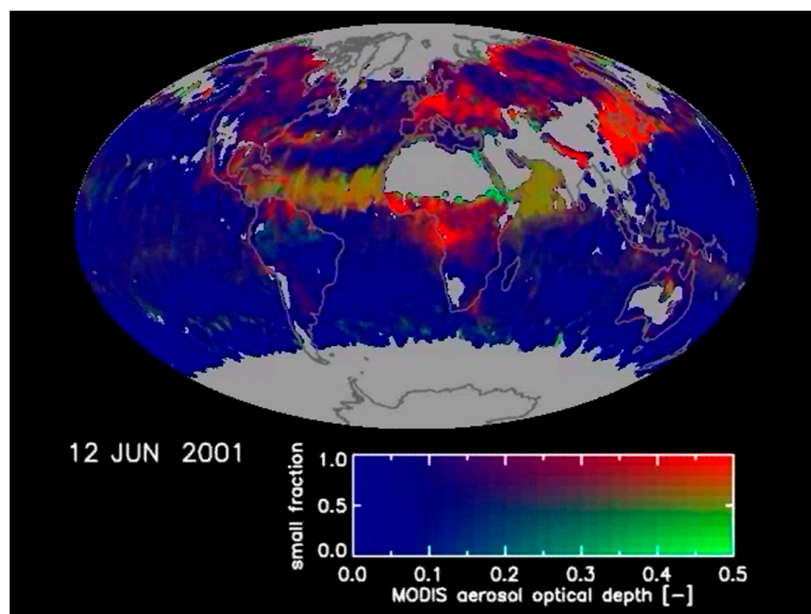 12 JUN 2001
small fraction
1.0
0.5
0.0
0.0 0.1 0.2 0.3 0.4 0.5
MODIS aerosol optical depth [-]